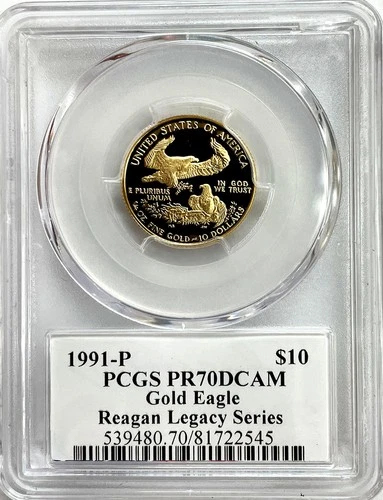 UNITED STATES OF AMERICA
E PLURIBUS
UNUM
IN GOD
WE TRUST
1/4 OZ. FINE GOLD~10 DOLLARS
1991-P $10
PCGS PR70DCAM
Gold Eagle
Reagan Legacy Series
539480.70/81722545